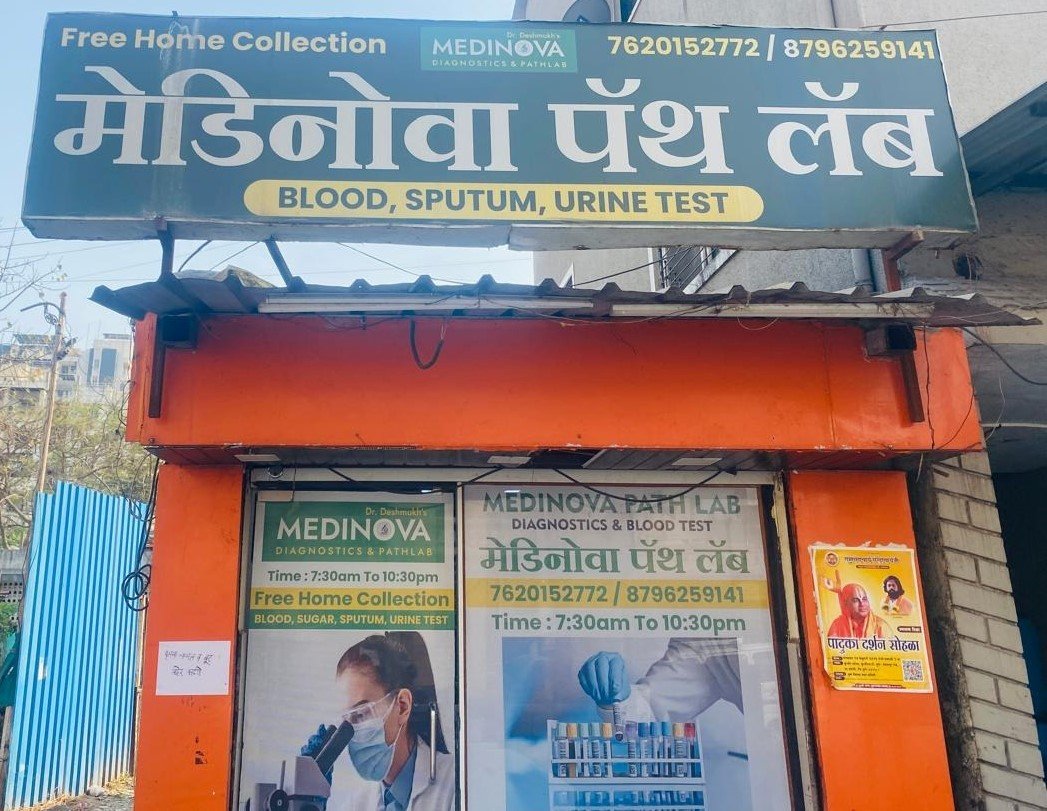 Free Home Collection
Dr. Deshmukh's
MEDINOVA
DIAGNOSTICS & PATHLAB
7620152772 / 8796259141
मेडिनोवा पॅथ लॅब
BLOOD, SPUTUM, URINE TEST
Dr. Deshmukh's
MEDINOVA
DIAGNOSTICS & PATHLAB
Time : 7:30am To 10:30pm
Free Home Collection
BLOOD, SUGAR, SPUTUM, URINE TEST
MEDINOVA PATH LAB
DIAGNOSTICS & BLOOD TEST
मेडिनोवा पॅथ लॅब
7620152772 / 8796259141
Time : 7:30am To 10:30pm
पादुका दर्शन सोहळा